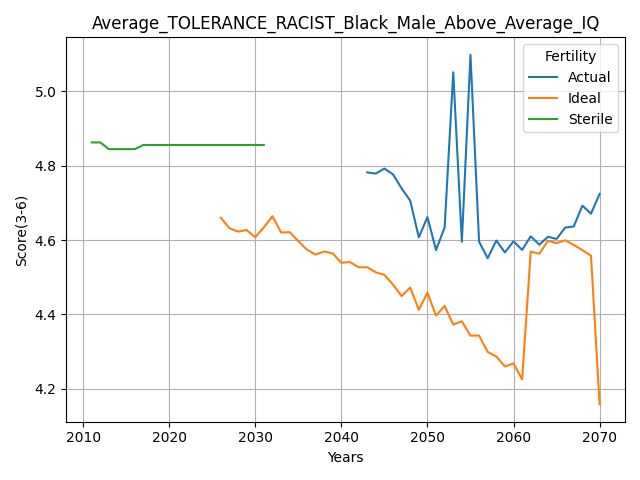 Average_TOLERANCE_RACIST_Black_Male_Above_Average_IQ
Fertility
Actual
Ideal
Sterile
Score(3-6)
5.0
4.8
4.6
4.4
4.2
2010 2020 2030 2040 2050 2060 2070
Years